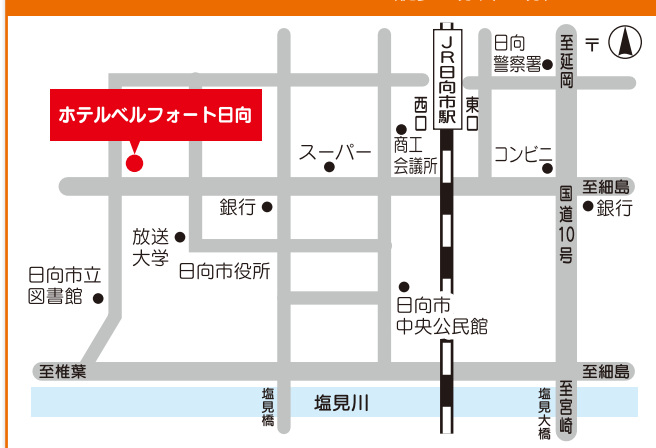 日向
警察署
至延岡
〒
JR日向市駅
西口
東口
ホテルベルフォート日向
商工
会議所
スーパー
コンビニ
至細島
銀行
銀行
国道10号
放送
大学
日向市役所
日向市立
図書館
日向市
中央公民館
至椎葉
至細島
塩見橋
塩見川
塩見大橋
至宮崎